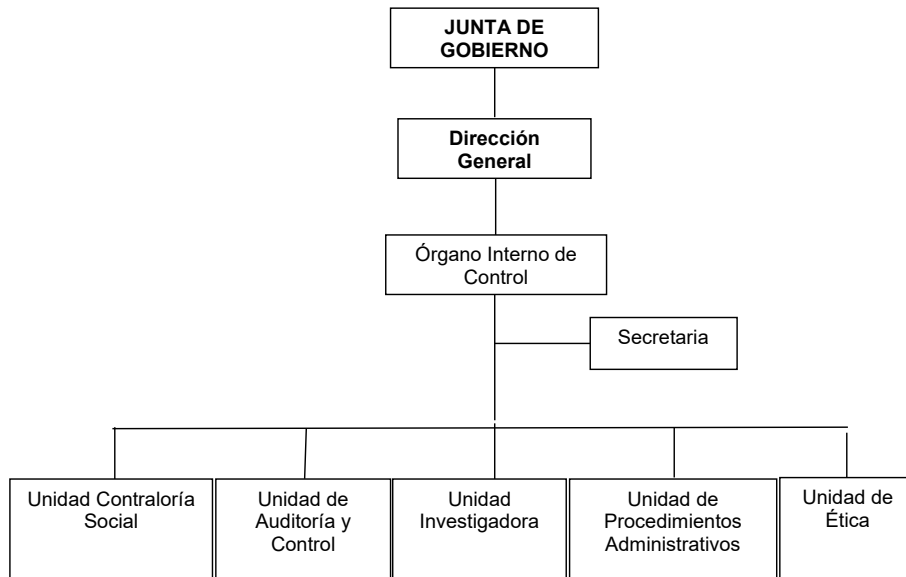 JUNTA DE
GOBIERNO
Dirección
General
Órgano Interno de
Control
Secretaria
Unidad Contraloría
Social
Unidad de
Auditoría y
Control
Unidad
Investigadora
Unidad de
Procedimientos
Administrativos
Unidad de
Ética